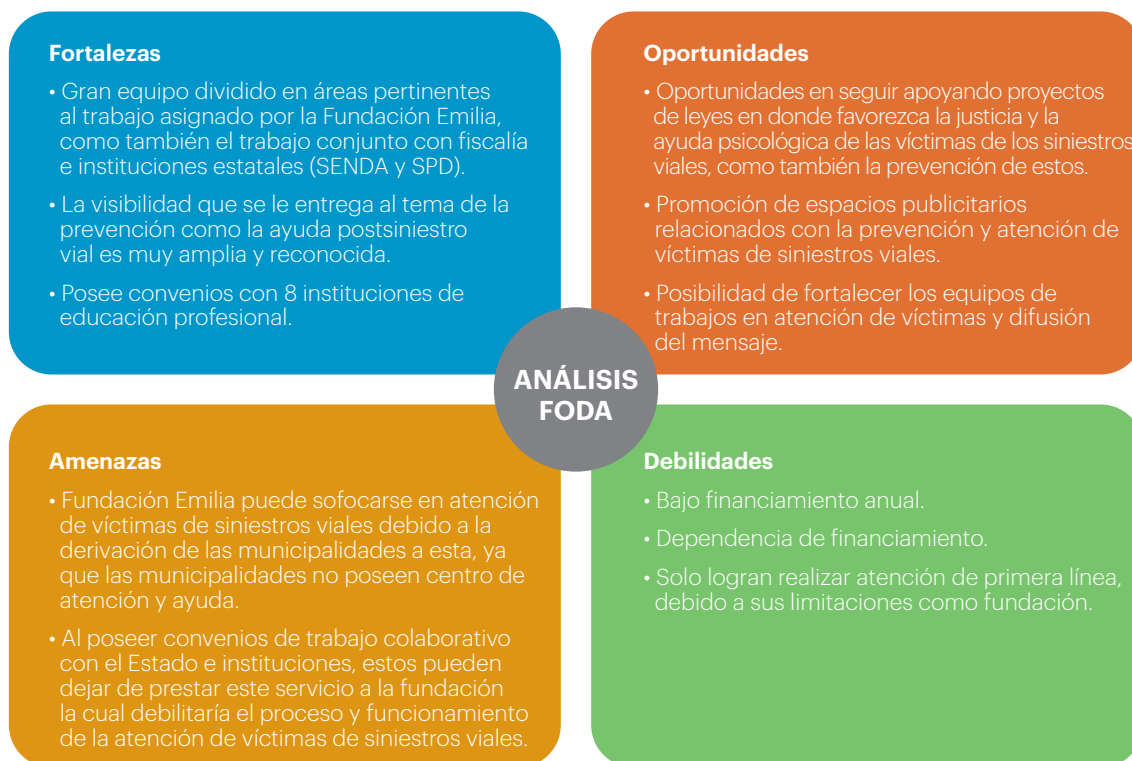 Fortalezas
• Gran equipo dividido en áreas pertinentes
al trabajo asignado por la Fundación Emilia,
como también el trabajo conjunto con fiscalía
e instituciones estatales (SENDA y SPD).
• La visibilidad que se le entrega al tema de la
prevención como la ayuda postsiniestro
vial es muy amplia y reconocida.
• Posee convenios con 8 instituciones de
educación profesional.
Oportunidades
• Oportunidades en seguir apoyando proyectos
de leyes en donde favorezca la justicia y la
ayuda psicológica de las víctimas de los siniestros
viales, como también la prevención de estos.
• Promoción de espacios publicitarios
relacionados con la prevención y atención de
víctimas de siniestros viales.
• Posibilidad de fortalecer los equipos de
trabajos en atención de víctimas y difusión
del mensaje.
ANÁLISIS
FODA
Amenazas
• Fundación Emilia puede sofocarse en atención
de víctimas de siniestros viales debido a la
derivación de las municipalidades a esta, ya
que las municipalidades no poseen centro de
atención y ayuda.
• Al poseer convenios de trabajo colaborativo
con el Estado e instituciones, estos pueden
dejar de prestar este servicio a la fundación
la cual debilitaría el proceso y funcionamiento
de la atención de víctimas de siniestros viales.
Debilidades
• Bajo financiamiento anual.
• Dependencia de financiamiento.
• Solo logran realizar atención de primera línea,
debido a sus limitaciones como fundación.